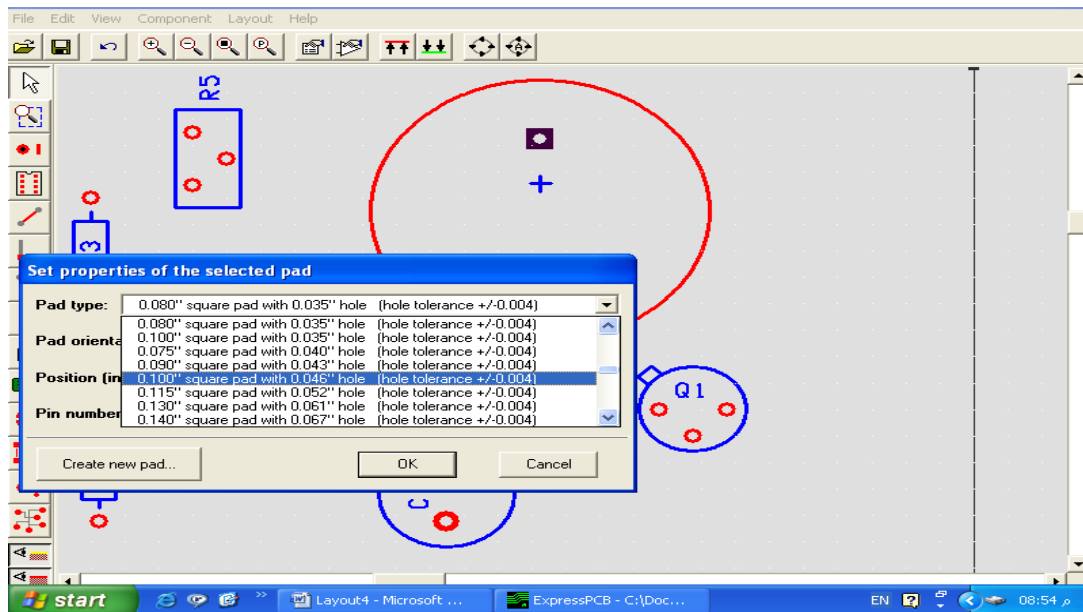 File Edit View Component Layout Help
R5
3
Set properties of the selected pad
Pad type: 0.080" square pad with 0.035" hole (hole tolerance +/-0.004)
0.080" square pad with 0.035" hole (hole tolerance +/-0.004)
Pad orienta 0.100" square pad with 0.035" hole (hole tolerance +/-0.004)
0.075" square pad with 0.040" hole (hole tolerance +/-0.004)
0.090" square pad with 0.043" hole (hole tolerance +/-0.004)
Position (in 0.100" square pad with 0.046" hole (hole tolerance +/-0.004)
0.115" square pad with 0.052" hole (hole tolerance +/-0.004)
0.130" square pad with 0.061" hole (hole tolerance +/-0.004)
Pin number 0.140" square pad with 0.067" hole (hole tolerance +/-0.004)
Q1
Create new pad... OK Cancel
C
start Layout4 - Microsoft ... ExpressPCB - C:\Doc... EN 08:54 م